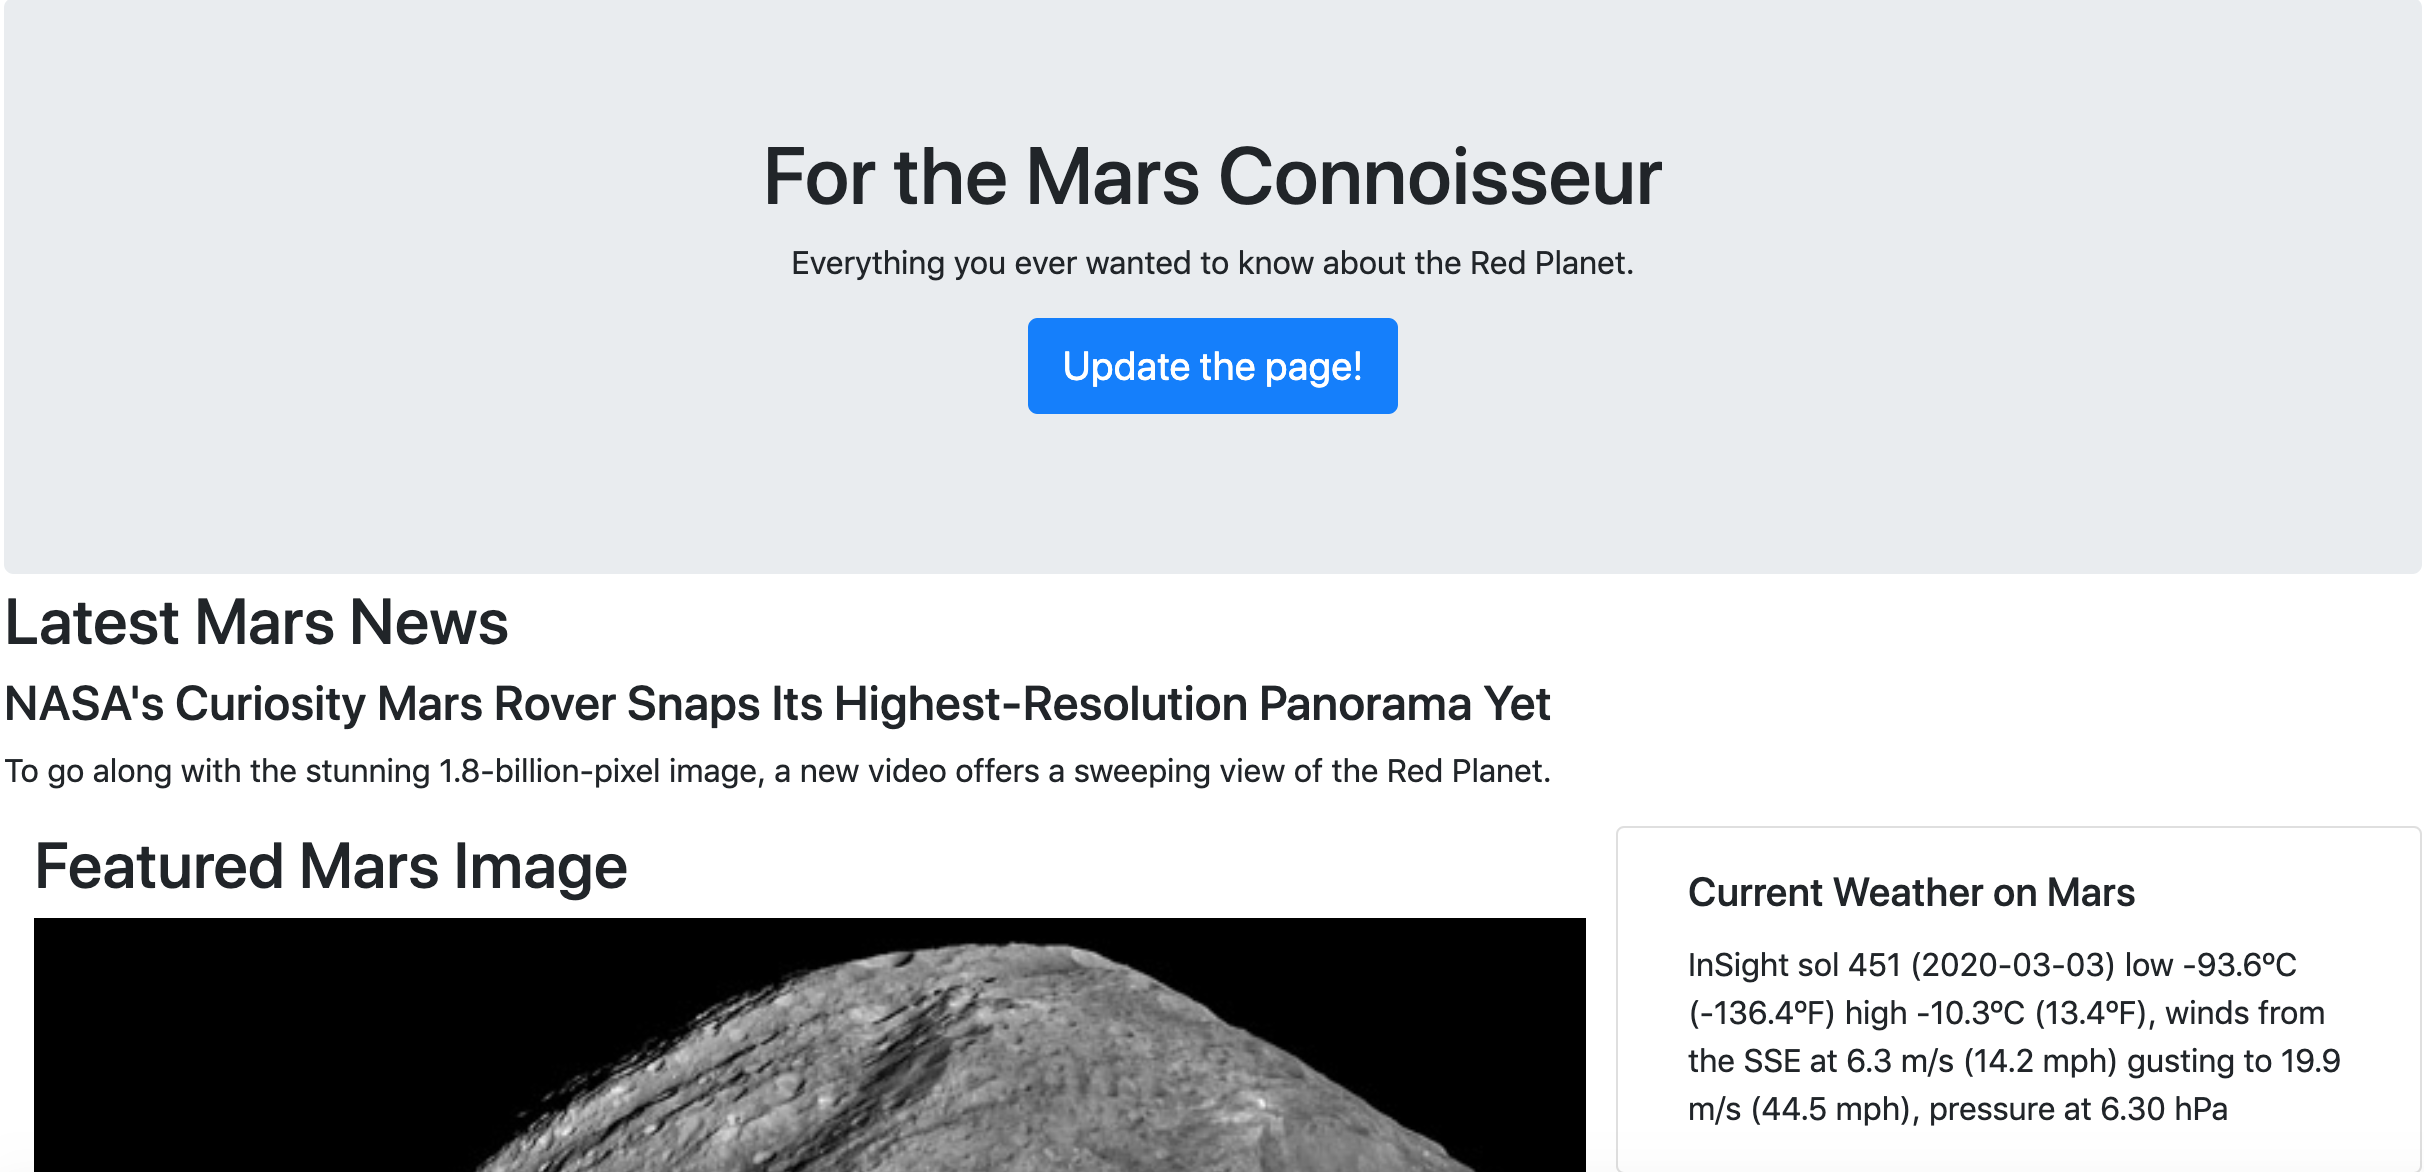 For the Mars Connoisseur
Everything you ever wanted to know about the Red Planet.
Update the page!
Latest Mars News
NASA's Curiosity Mars Rover Snaps Its Highest-Resolution Panorama Yet
To go along with the stunning 1.8-billion-pixel image, a new video offers a sweeping view of the Red Planet.
Featured Mars Image
Current Weather on Mars
InSight sol 451 (2020-03-03) low -93.6ºC
(-136.4ºF) high -10.3ºC (13.4ºF), winds from
the SSE at 6.3 m/s (14.2 mph) gusting to 19.9
m/s (44.5 mph), pressure at 6.30 hPa